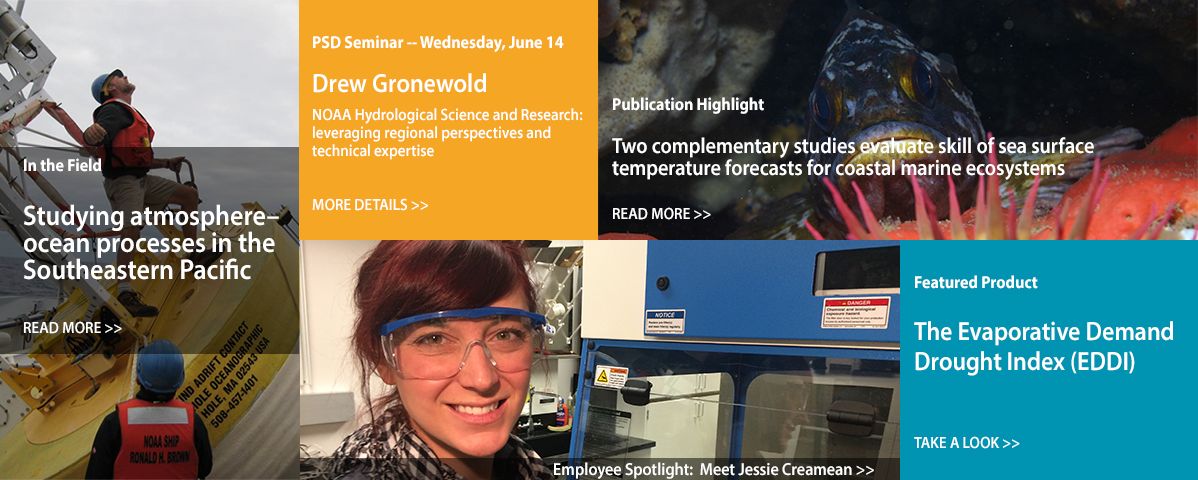 In the Field
Studying atmosphere–
ocean processes in the
Southeastern Pacific
READ MORE >>
IND ADRIFT CONTACT
HOLE OCEANOGRAPHIC
HOLE, MA 02543 USA
508-457-1401
NOAA SHIP
RONALD H. BROWN
PSD Seminar -- Wednesday, June 14
Drew Gronewold
NOAA Hydrological Science and Research:
leveraging regional perspectives and
technical expertise
MORE DETAILS >>
Publication Highlight
Two complementary studies evaluate skill of sea surface
temperature forecasts for coastal marine ecosystems
READ MORE >>
NOTICE
DANGER
Chemical and biological
exposure hazard.
Employee Spotlight: Meet Jessie Creamean >>
Featured Product
The Evaporative Demand
Drought Index (EDDI)
TAKE A LOOK >>